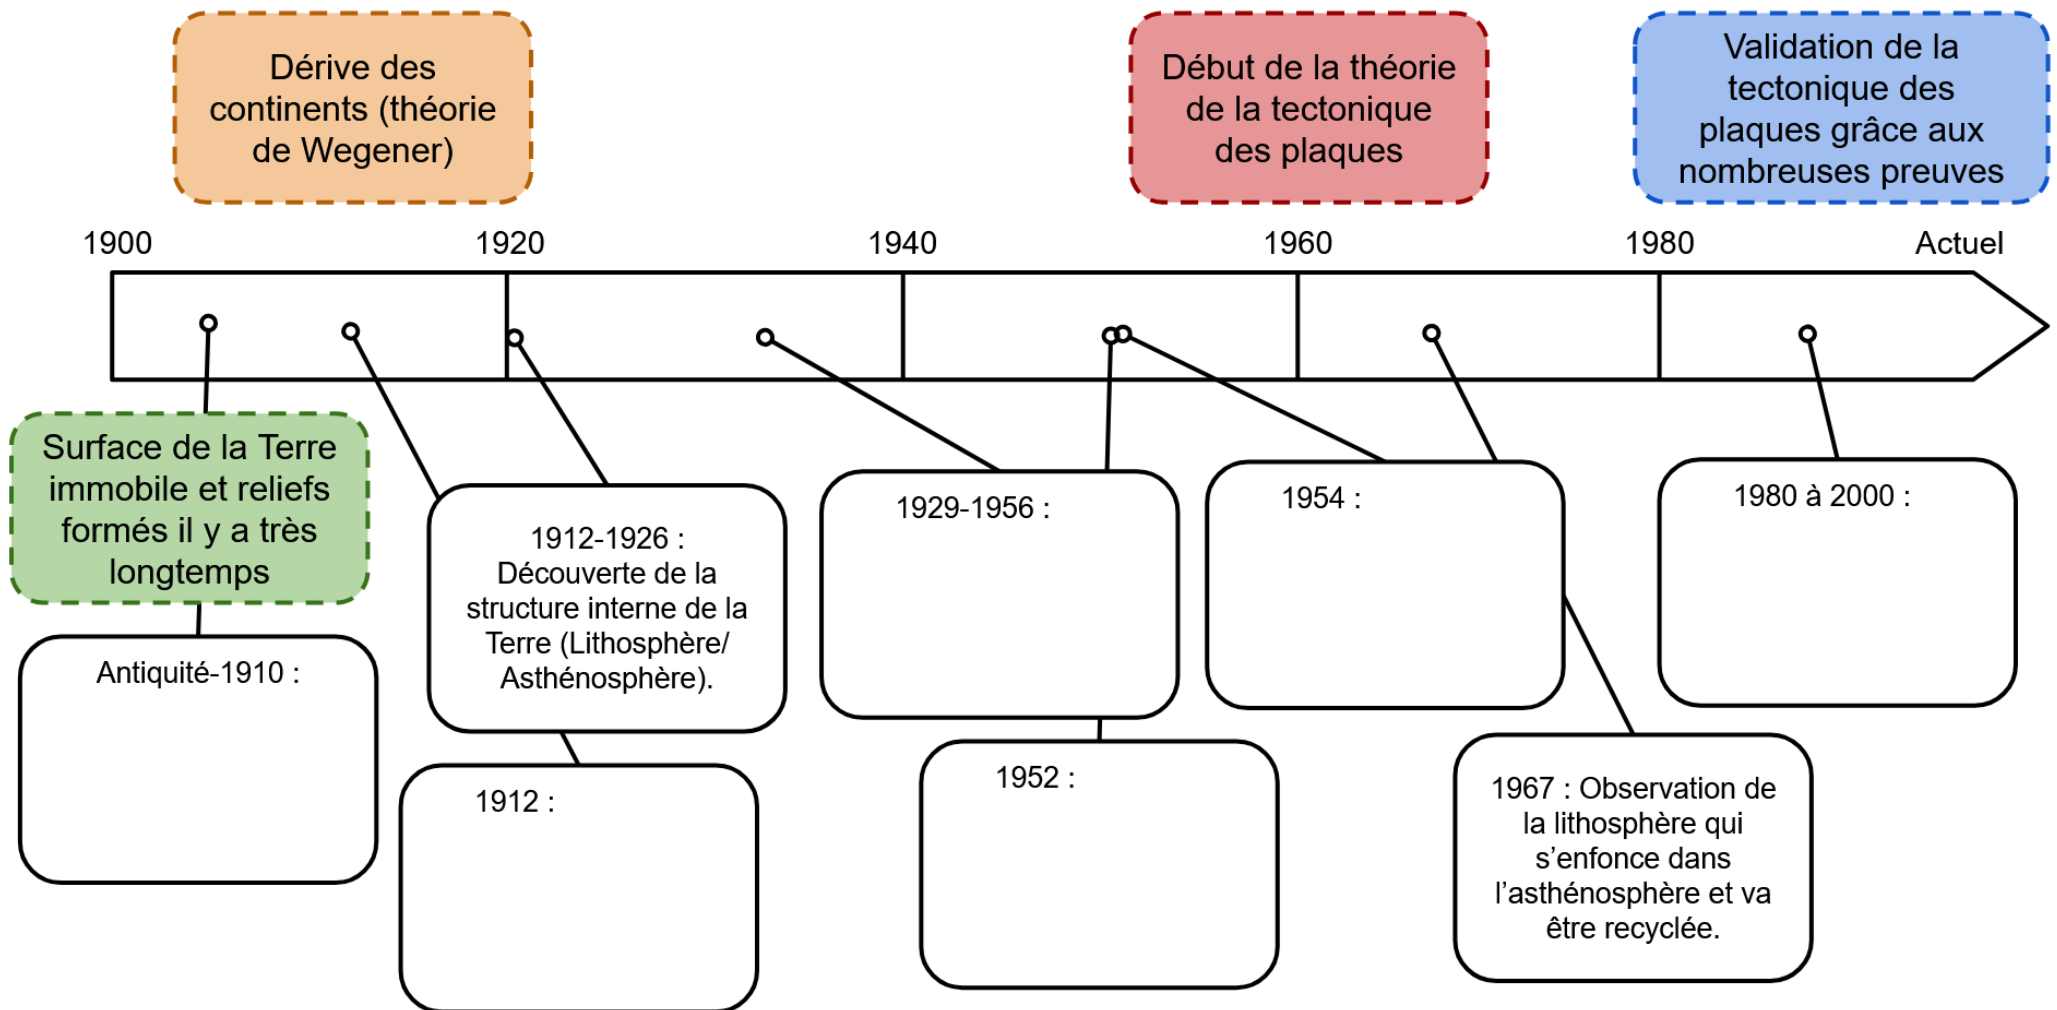 Dérive des
continents (théorie
de Wegener)
Début de la théorie
de la tectonique
des plaques
Validation de la
tectonique des
plaques grâce aux
nombreuses preuves
1900
1920
1940
1960
1980
Actuel
Surface de la Terre
immobile et reliefs
formés il y a très
longtemps
Antiquité-1910 :
1912-1926 :
Découverte de la
structure interne de la
Terre (Lithosphère/
Asthénosphère).
1912 :
1929-1956 :
1952 :
1954 :
1967 : Observation de
la lithosphère qui
s’enfonce dans
l’asthénosphère et va
être recyclée.
1980 à 2000 :